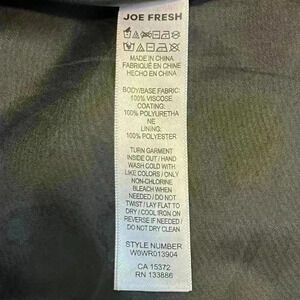 JOE FRESH
MADE IN CHINA
FABRIQUÉ EN CHINE
HECHO EN CHINA
BODY/BASE FABRIC:
100% VISCOSE
COATING:
100% POLYURETHA
NE
LINING:
100% POLYESTER
TURN GARMENT
INSIDE OUT / HAND
WASH COLD WITH
LIKE COLORS / ONLY
NON-CHLORINE
BLEACH WHEN
NEEDED / DO NOT
TWIST / LAY FLAT TO
DRY / COOL IRON ON
REVERSE IF NEEDED /
DO NOT DRY CLEAN
STYLE NUMBER
W0WR013904
CA 15372
RN 133886